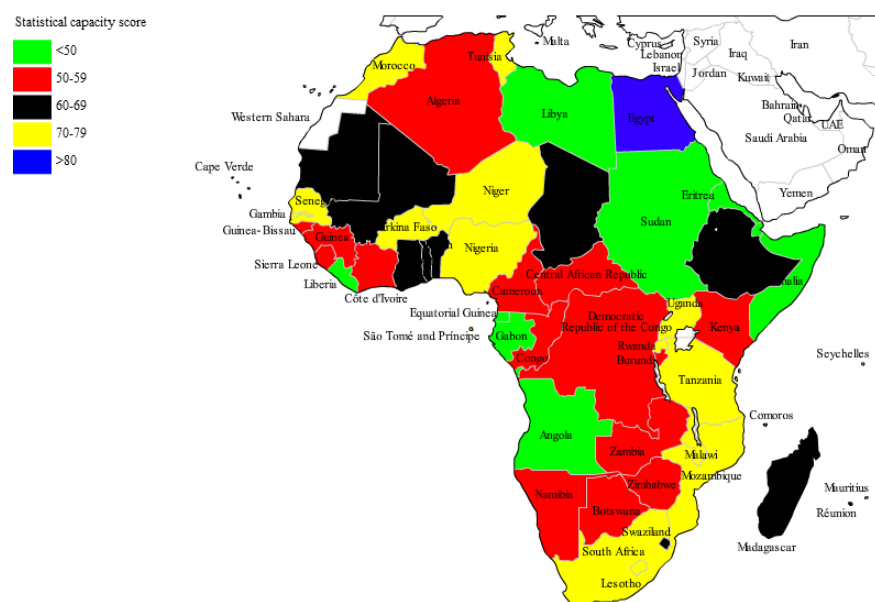 Statistical capacity score
<50
50-59
60-69
70-79
>80
Malta
Cyprus
Syria
Lebanon
Iraq
Iran
Israel
Jordan
Kuwait
Tunisia
Morocco
Algeria
Libya
Egypt
Bahrain
Qatar
UAE
Saudi Arabia
Oman
Yemen
Western Sahara
Cape Verde
Gambia
Guinea-Bissau
Guinea
Sierra Leone
Liberia
Côte d'Ivoire
Niger
Nigeria
Sudan
Eritrea
Central African Republic
Cameroon
Equatorial Guinea
São Tomé and Príncipe
Gabon
Congo
Democratic
Republic of the Congo
Uganda
Kenya
Rwanda
Burundi
Tanzania
Seychelles
Comoros
Angola
Zambia
Malawi
Mozambique
Zimbabwe
Namibia
Botswana
Swaziland
South Africa
Lesotho
Madagascar
Mauritius
Réunion